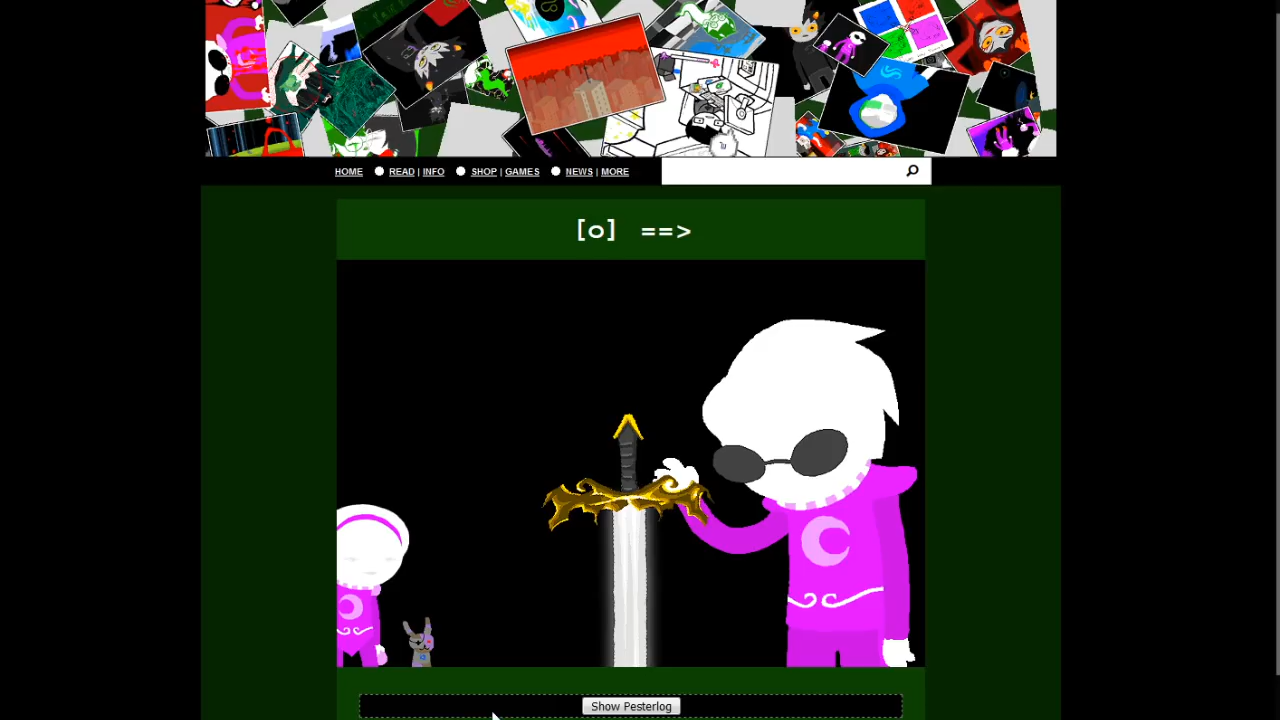 HOME READ | INFO SHOP | GAMES NEWS | MORE
[o] ==>
Show Pesterlog